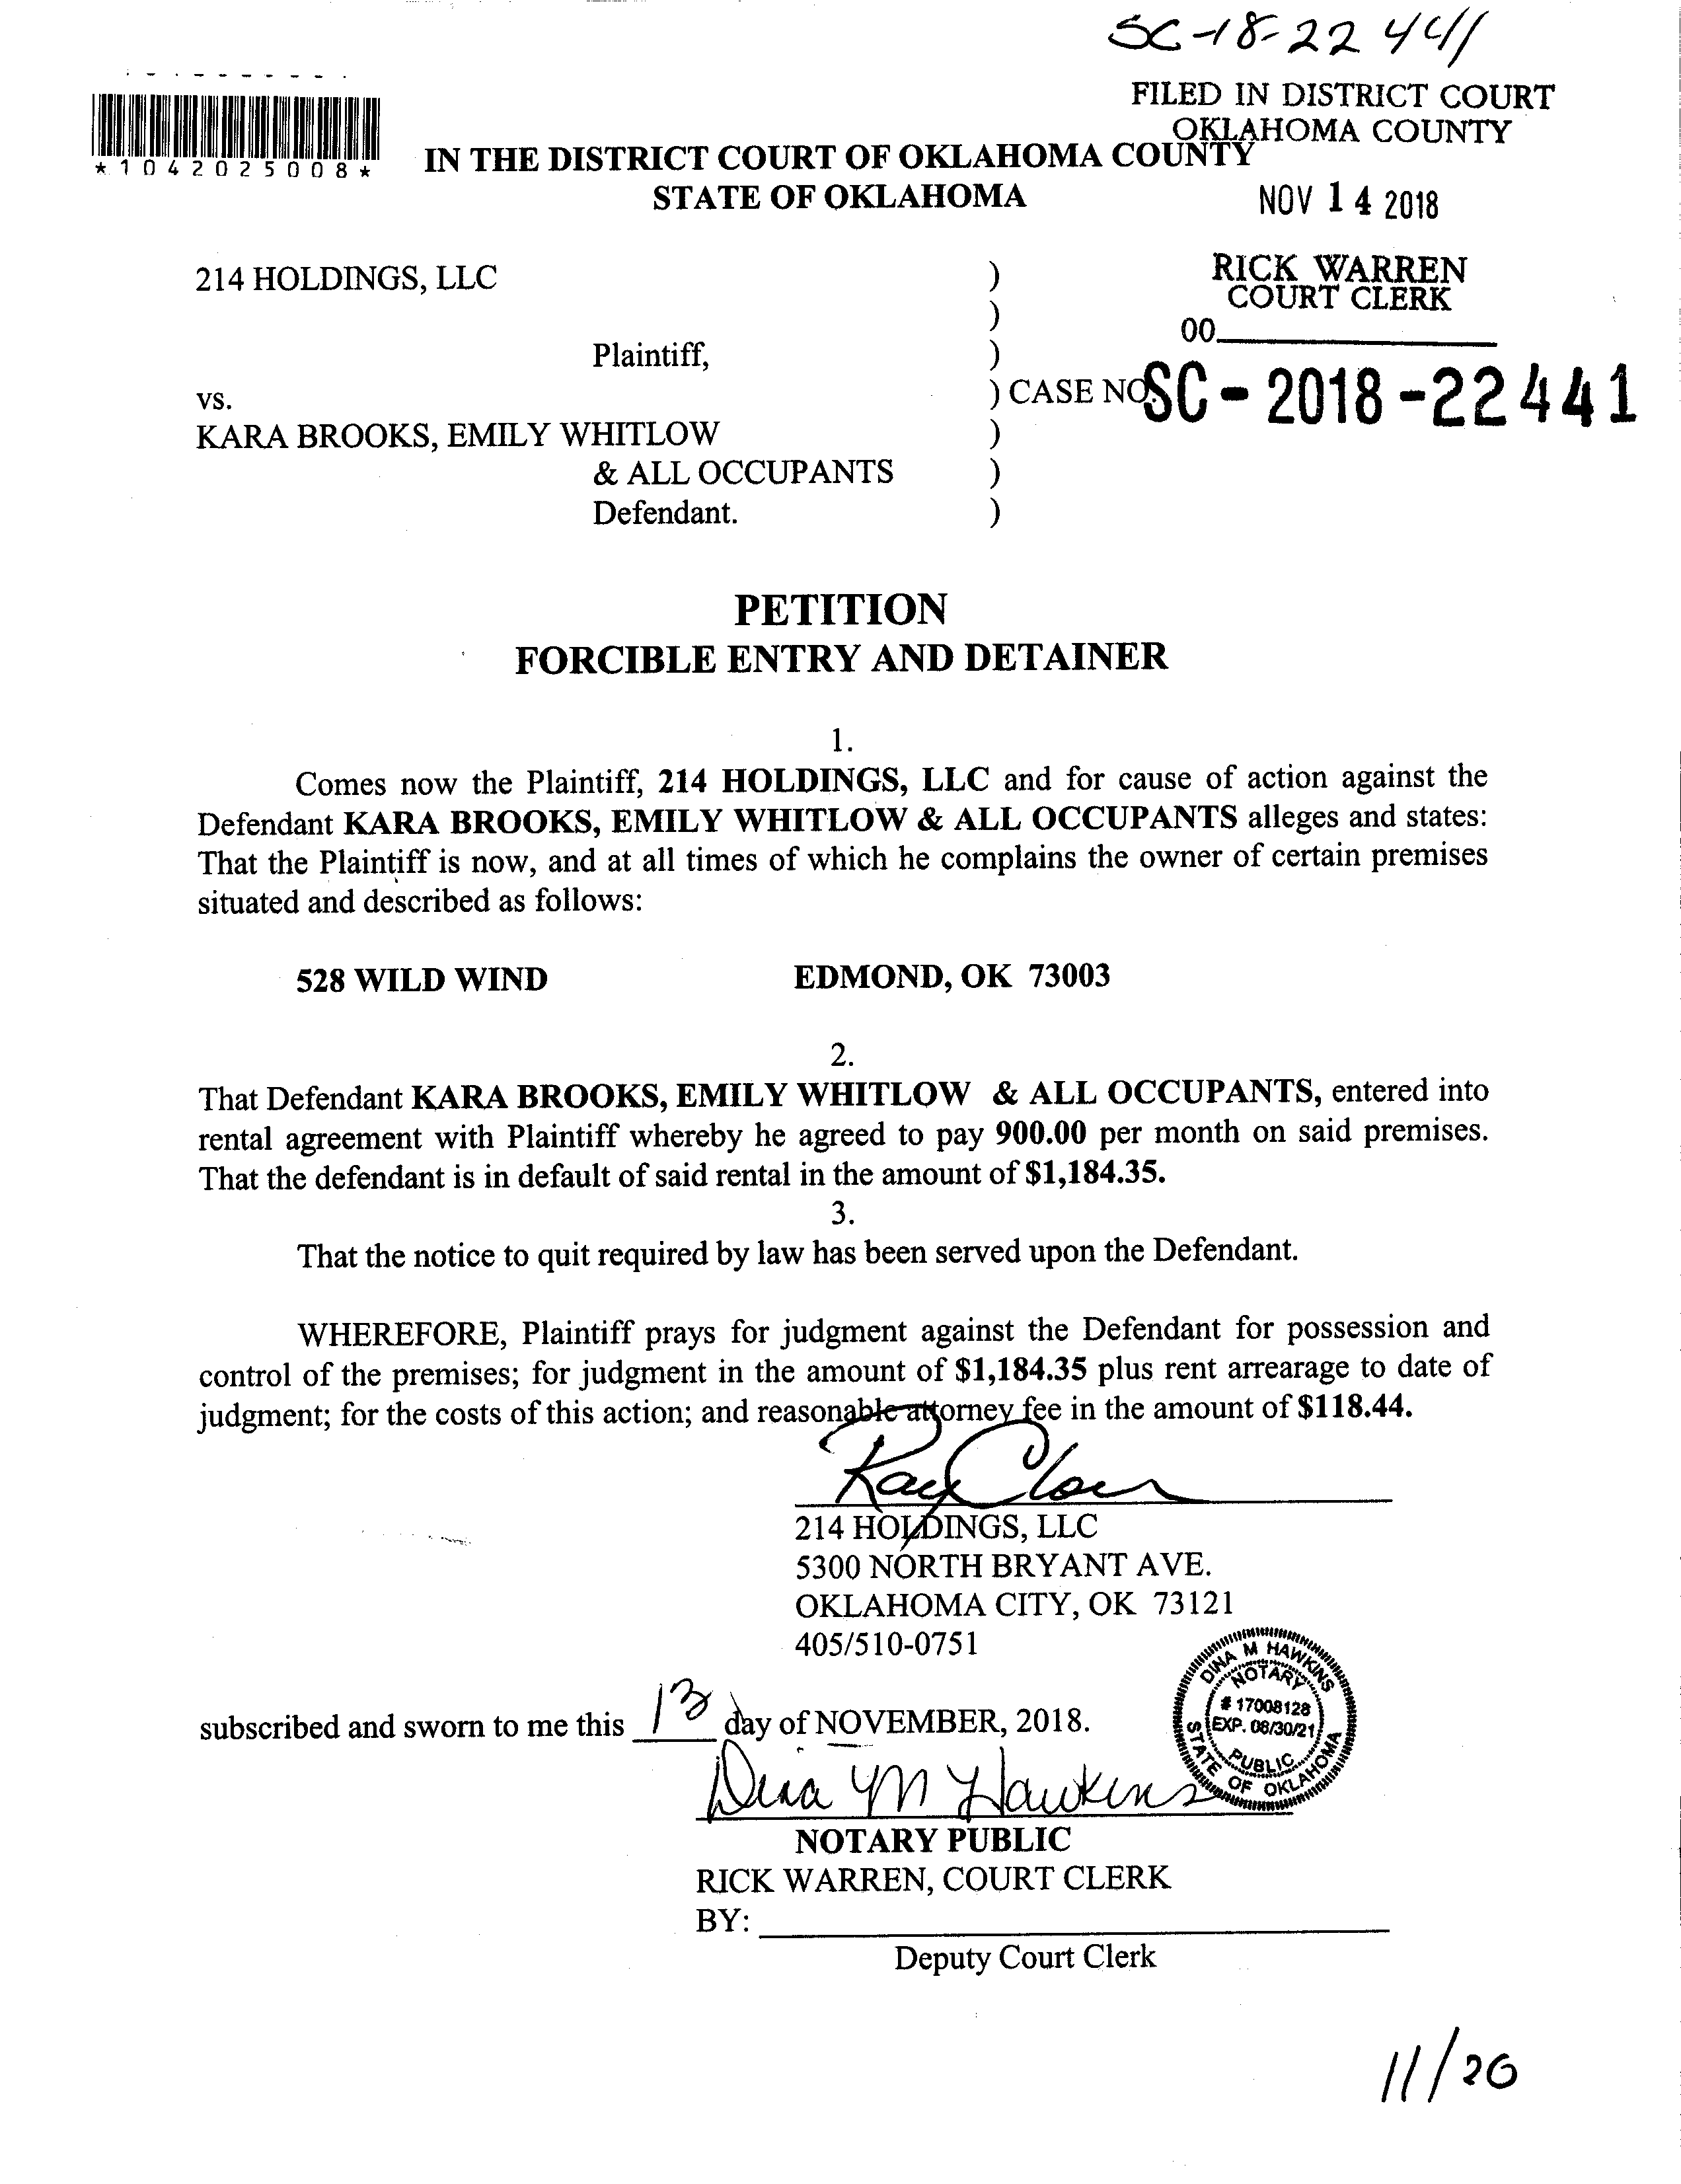 SC-18-22441
FILED IN DISTRICT COURT
OKLAHOMA COUNTY
*1042025008*
IN THE DISTRICT COURT OF OKLAHOMA COUNTY
STATE OF OKLAHOMA
NOV 14 2018
214 HOLDINGS, LLC )
RICK WARREN
COURT CLERK
)
00
Plaintiff, )
vs. ) CASE NO. SC-2018-22441
KARA BROOKS, EMILY WHITLOW )
& ALL OCCUPANTS )
Defendant. )
PETITION
FORCIBLE ENTRY AND DETAINER
1.
Comes now the Plaintiff, 214 HOLDINGS, LLC and for cause of action against the
Defendant KARA BROOKS, EMILY WHITLOW & ALL OCCUPANTS alleges and states:
That the Plaintiff is now, and at all times of which he complains the owner of certain premises
situated and described as follows:
528 WILD WIND EDMOND, OK 73003
2.
That Defendant KARA BROOKS, EMILY WHITLOW & ALL OCCUPANTS, entered into
rental agreement with Plaintiff whereby he agreed to pay 900.00 per month on said premises.
That the defendant is in default of said rental in the amount of $1,184.35.
3.
That the notice to quit required by law has been served upon the Defendant.
WHEREFORE, Plaintiff prays for judgment against the Defendant for possession and
control of the premises; for judgment in the amount of $1,184.35 plus rent arrearage to date of
judgment; for the costs of this action; and reasonable attorney fee in the amount of $118.44.
214 HOLDINGS, LLC
5300 NORTH BRYANT AVE.
OKLAHOMA CITY, OK 73121
405/510-0751
DINA M HAWKINS
NOTARY
# 17008128
EXP. 08/30/21
PUBLIC
STATE OF OKLAHOMA
subscribed and sworn to me this 13 day of NOVEMBER, 2018.
Dina M Hawkins
NOTARY PUBLIC
RICK WARREN, COURT CLERK
BY:
Deputy Court Clerk
11/26